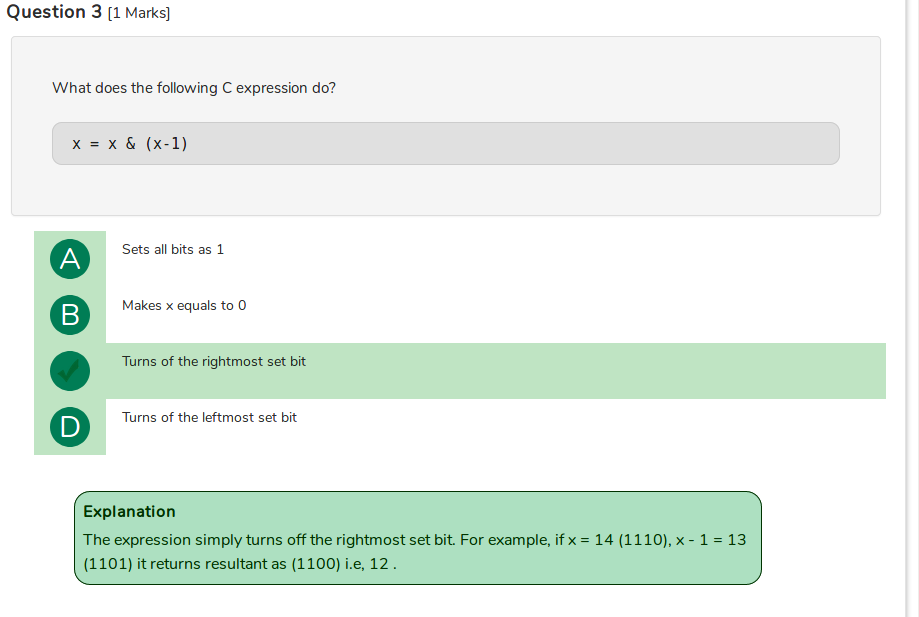 Question 3 [1 Marks]
What does the following C expression do?
x = x & (x-1)
A
Sets all bits as 1
B
Makes x equals to 0
Turns of the rightmost set bit
D
Turns of the leftmost set bit
Explanation
The expression simply turns off the rightmost set bit. For example, if x = 14 (1110), x - 1 = 13
(1101) it returns resultant as (1100) i.e, 12 .